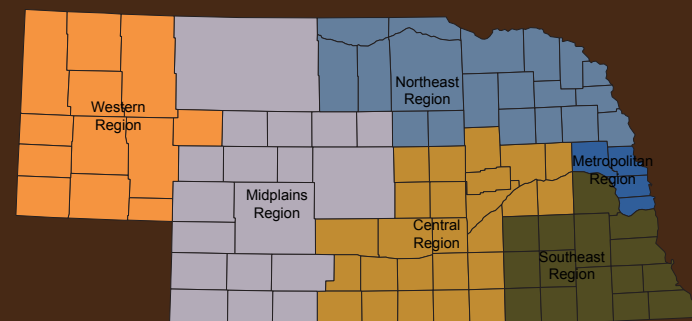 Western
Region
Northeast
Region
Metropolitan
Region
Midplains
Region
Central
Region
Southeast
Region